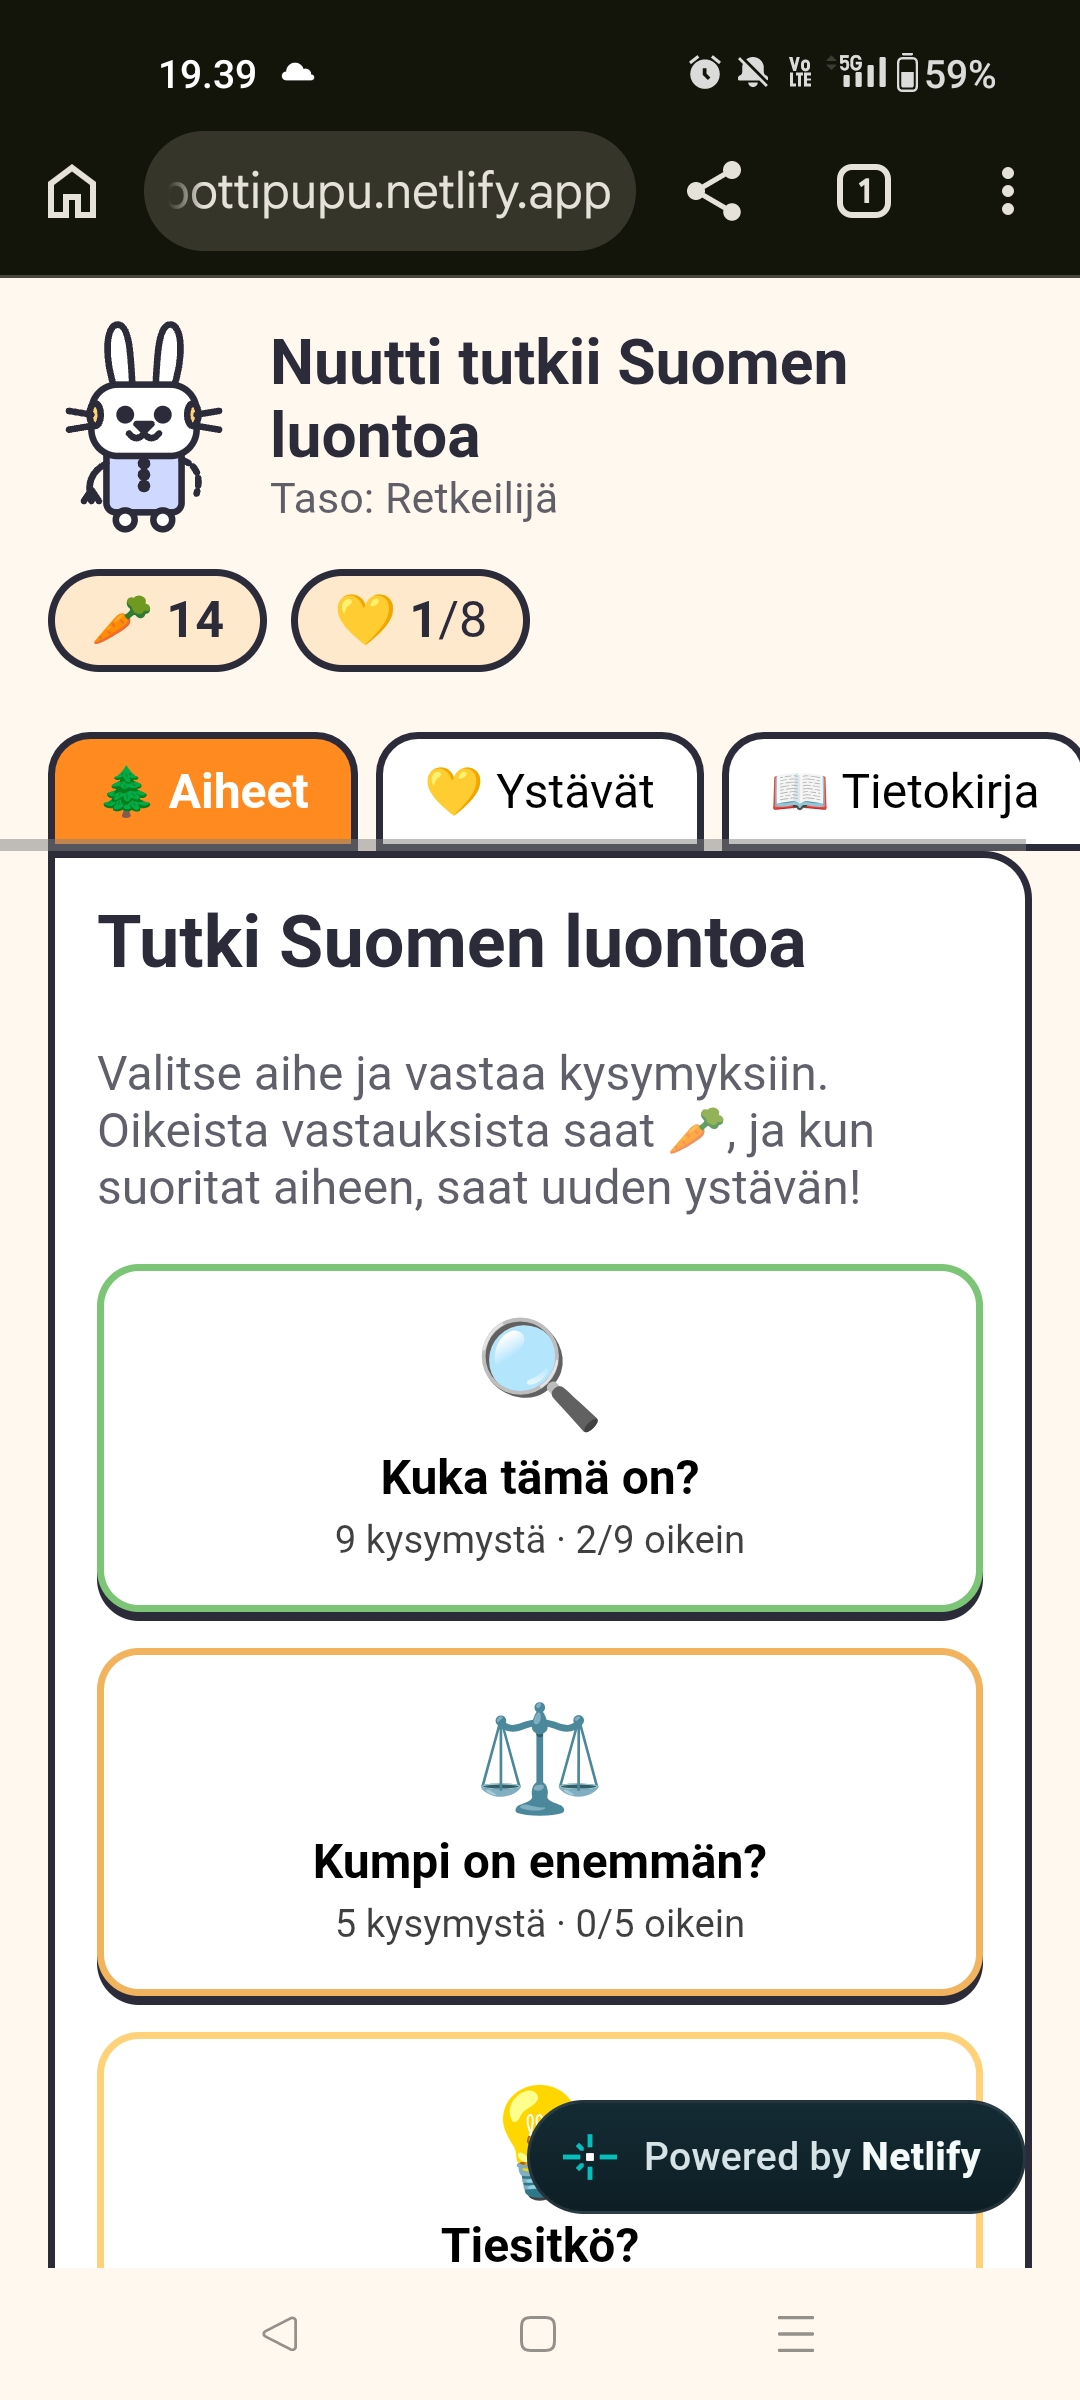 19.39
Vo
LTE
5G
59%
ottipupu.netlify.app
1
Nuutti tutkii Suomen
luontoa
Taso: Retkeilijä
14
1/8
Aiheet
Ystävät
Tietokirja
Tutki Suomen luontoa
Valitse aihe ja vastaa kysymyksiin.
Oikeista vastauksista saat 🥕, ja kun
suoritat aiheen, saat uuden ystävän!
Kuka tämä on?
9 kysymystä · 2/9 oikein
Kumpi on enemmän?
5 kysymystä · 0/5 oikein
Powered by Netlify
Tiesitkö?